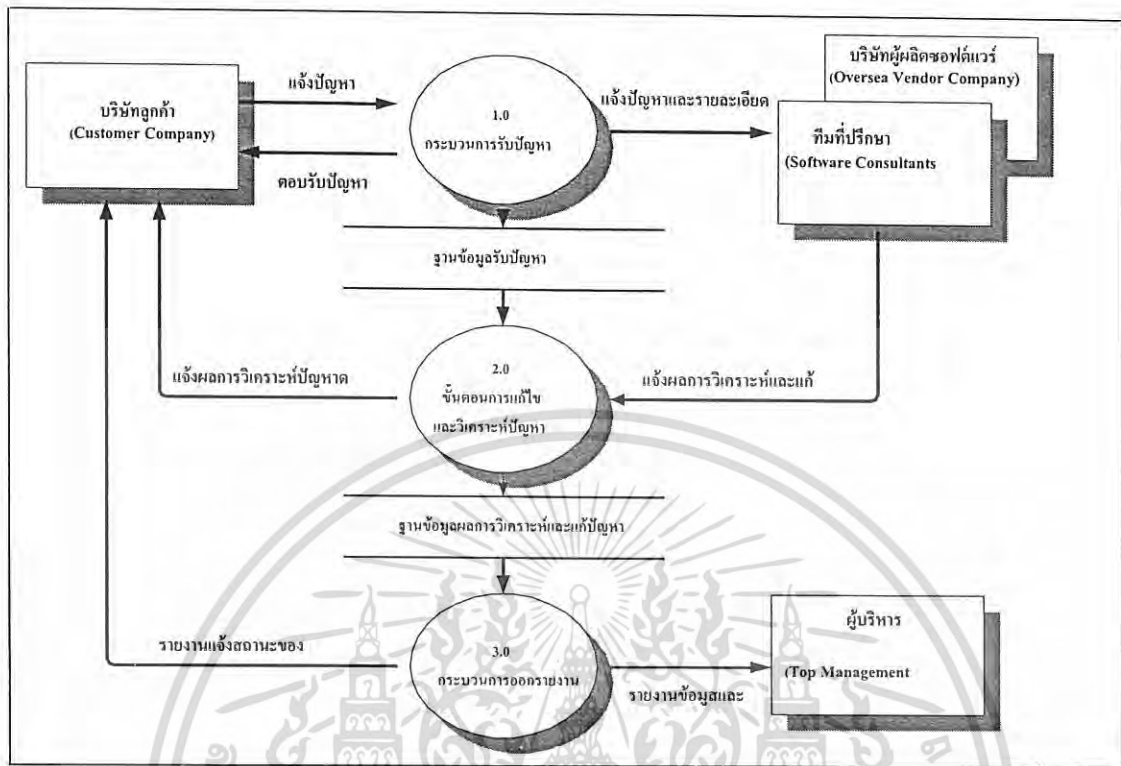 บริษัทลูกค้า
(Customer Company)
แจ้งปัญหา
ตอบรับปัญหา
1.0
กระบวนการรับปัญหา
แจ้งปัญหาและรายละเอียด
บริษัทผู้ผลิตซอฟต์แวร์
(Oversea Vendor Company)
ทีมที่ปรึกษา
(Software Consultants
ฐานข้อมูลรับปัญหา
แจ้งผลการวิเคราะห์ปัญหาด
2.0
ขั้นตอนการแก้ไข
และวิเคราะห์ปัญหา
แจ้งผลการวิเคราะห์และแก้
ฐานข้อมูลผลการวิเคราะห์และแก้ปัญหา
รายงานแจ้งสถานะของ
3.0
กระบวนการออกรายงาน
รายงานข้อมูลและ
ผู้บริหาร
(Top Management